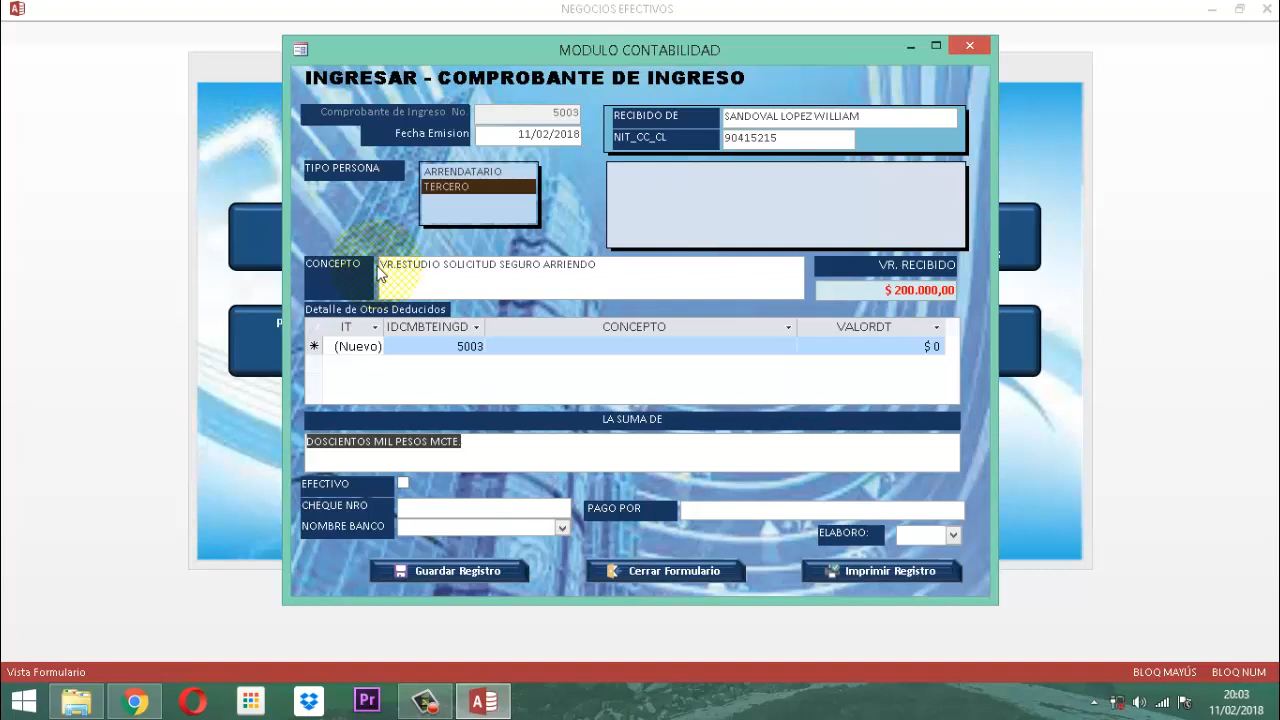 NEGOCIOS EFECTIVOS
MODULO CONTABILIDAD
INGRESAR - COMPROBANTE DE INGRESO
Comprobante de Ingreso No. 5003
Fecha Emision 11/02/2018
RECIBIDO DE SANDOVAL LOPEZ WILLIAM
NIT_CC_CL 90415215
TIPO PERSONA
ARRENDATARIO
TERCERO
CONCEPTO VR.ESTUDIO SOLICITUD SEGURO ARRIENDO
VR. RECIBIDO
$ 200.000,00
Detalle de Otros Deducidos
IT IDCMBTEINGD CONCEPTO VALORDT
(Nuevo) 5003 $ 0
LA SUMA DE
DOSCIENTOS MIL PESOS MCTE.
EFECTIVO
CHEQUE NRO
PAGO POR
NOMBRE BANCO
ELABORO:
Guardar Registro
Cerrar Formulario
Imprimir Registro
Vista Formulario
BLOQ MAYÚS BLOQ NUM
Pr
20:03
11/02/2018